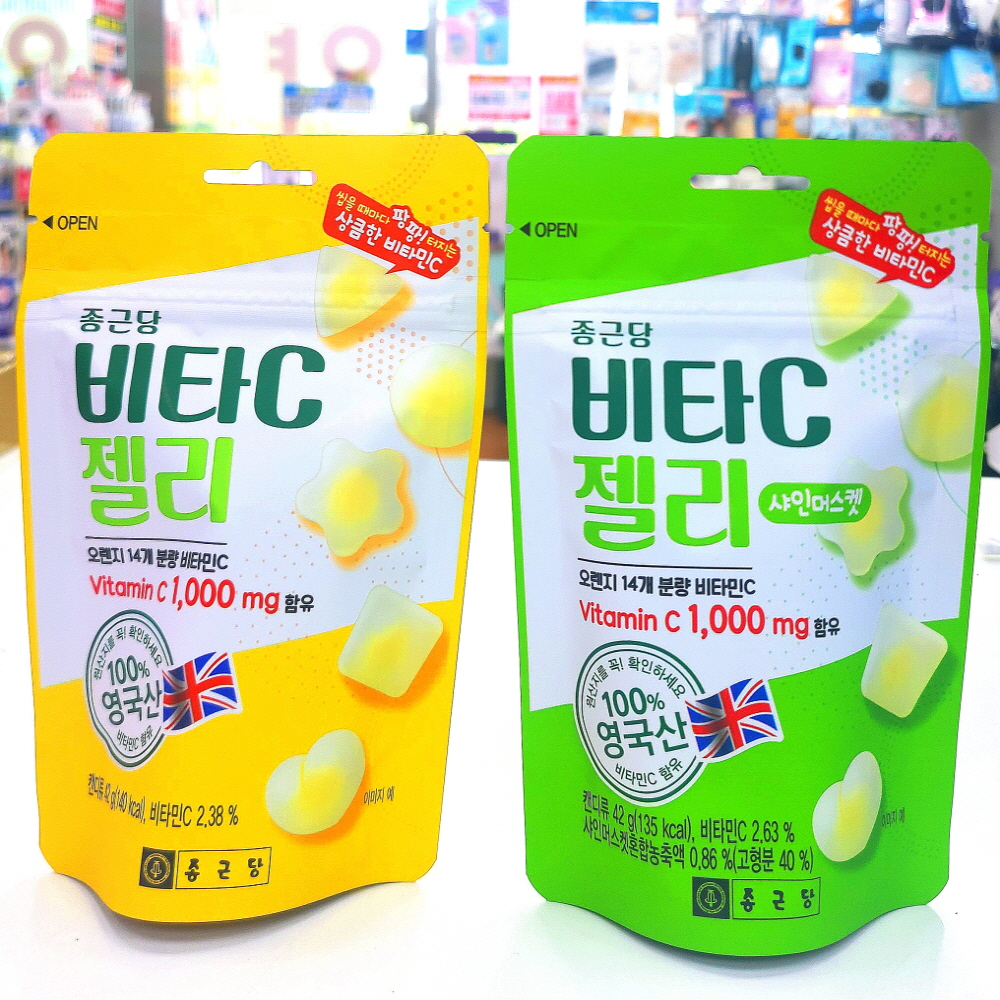 ◀ OPEN
씹을 때마다 팡팡! 터지는
상큼한 비타민C
종근당
비타C
젤리
오렌지 14개 분량 비타민C
Vitamin C 1,000 mg 함유
원산지를 꼭! 확인하세요
100%
영국산
비타민C 함유
이미지 예
캔디류 42 g(140 kcal), 비타민C 2.38 %
종근당
◀ OPEN
씹을 때마다 팡팡! 터지는
상큼한 비타민C
종근당
비타C
젤리
샤인머스켓
오렌지 14개 분량 비타민C
Vitamin C 1,000 mg 함유
원산지를 꼭! 확인하세요
100%
영국산
비타민C 함유
이미지 예
캔디류 42 g(135 kcal), 비타민C 2.63 %
샤인머스켓혼합농축액 0.86 %(고형분 40 %)
종근당